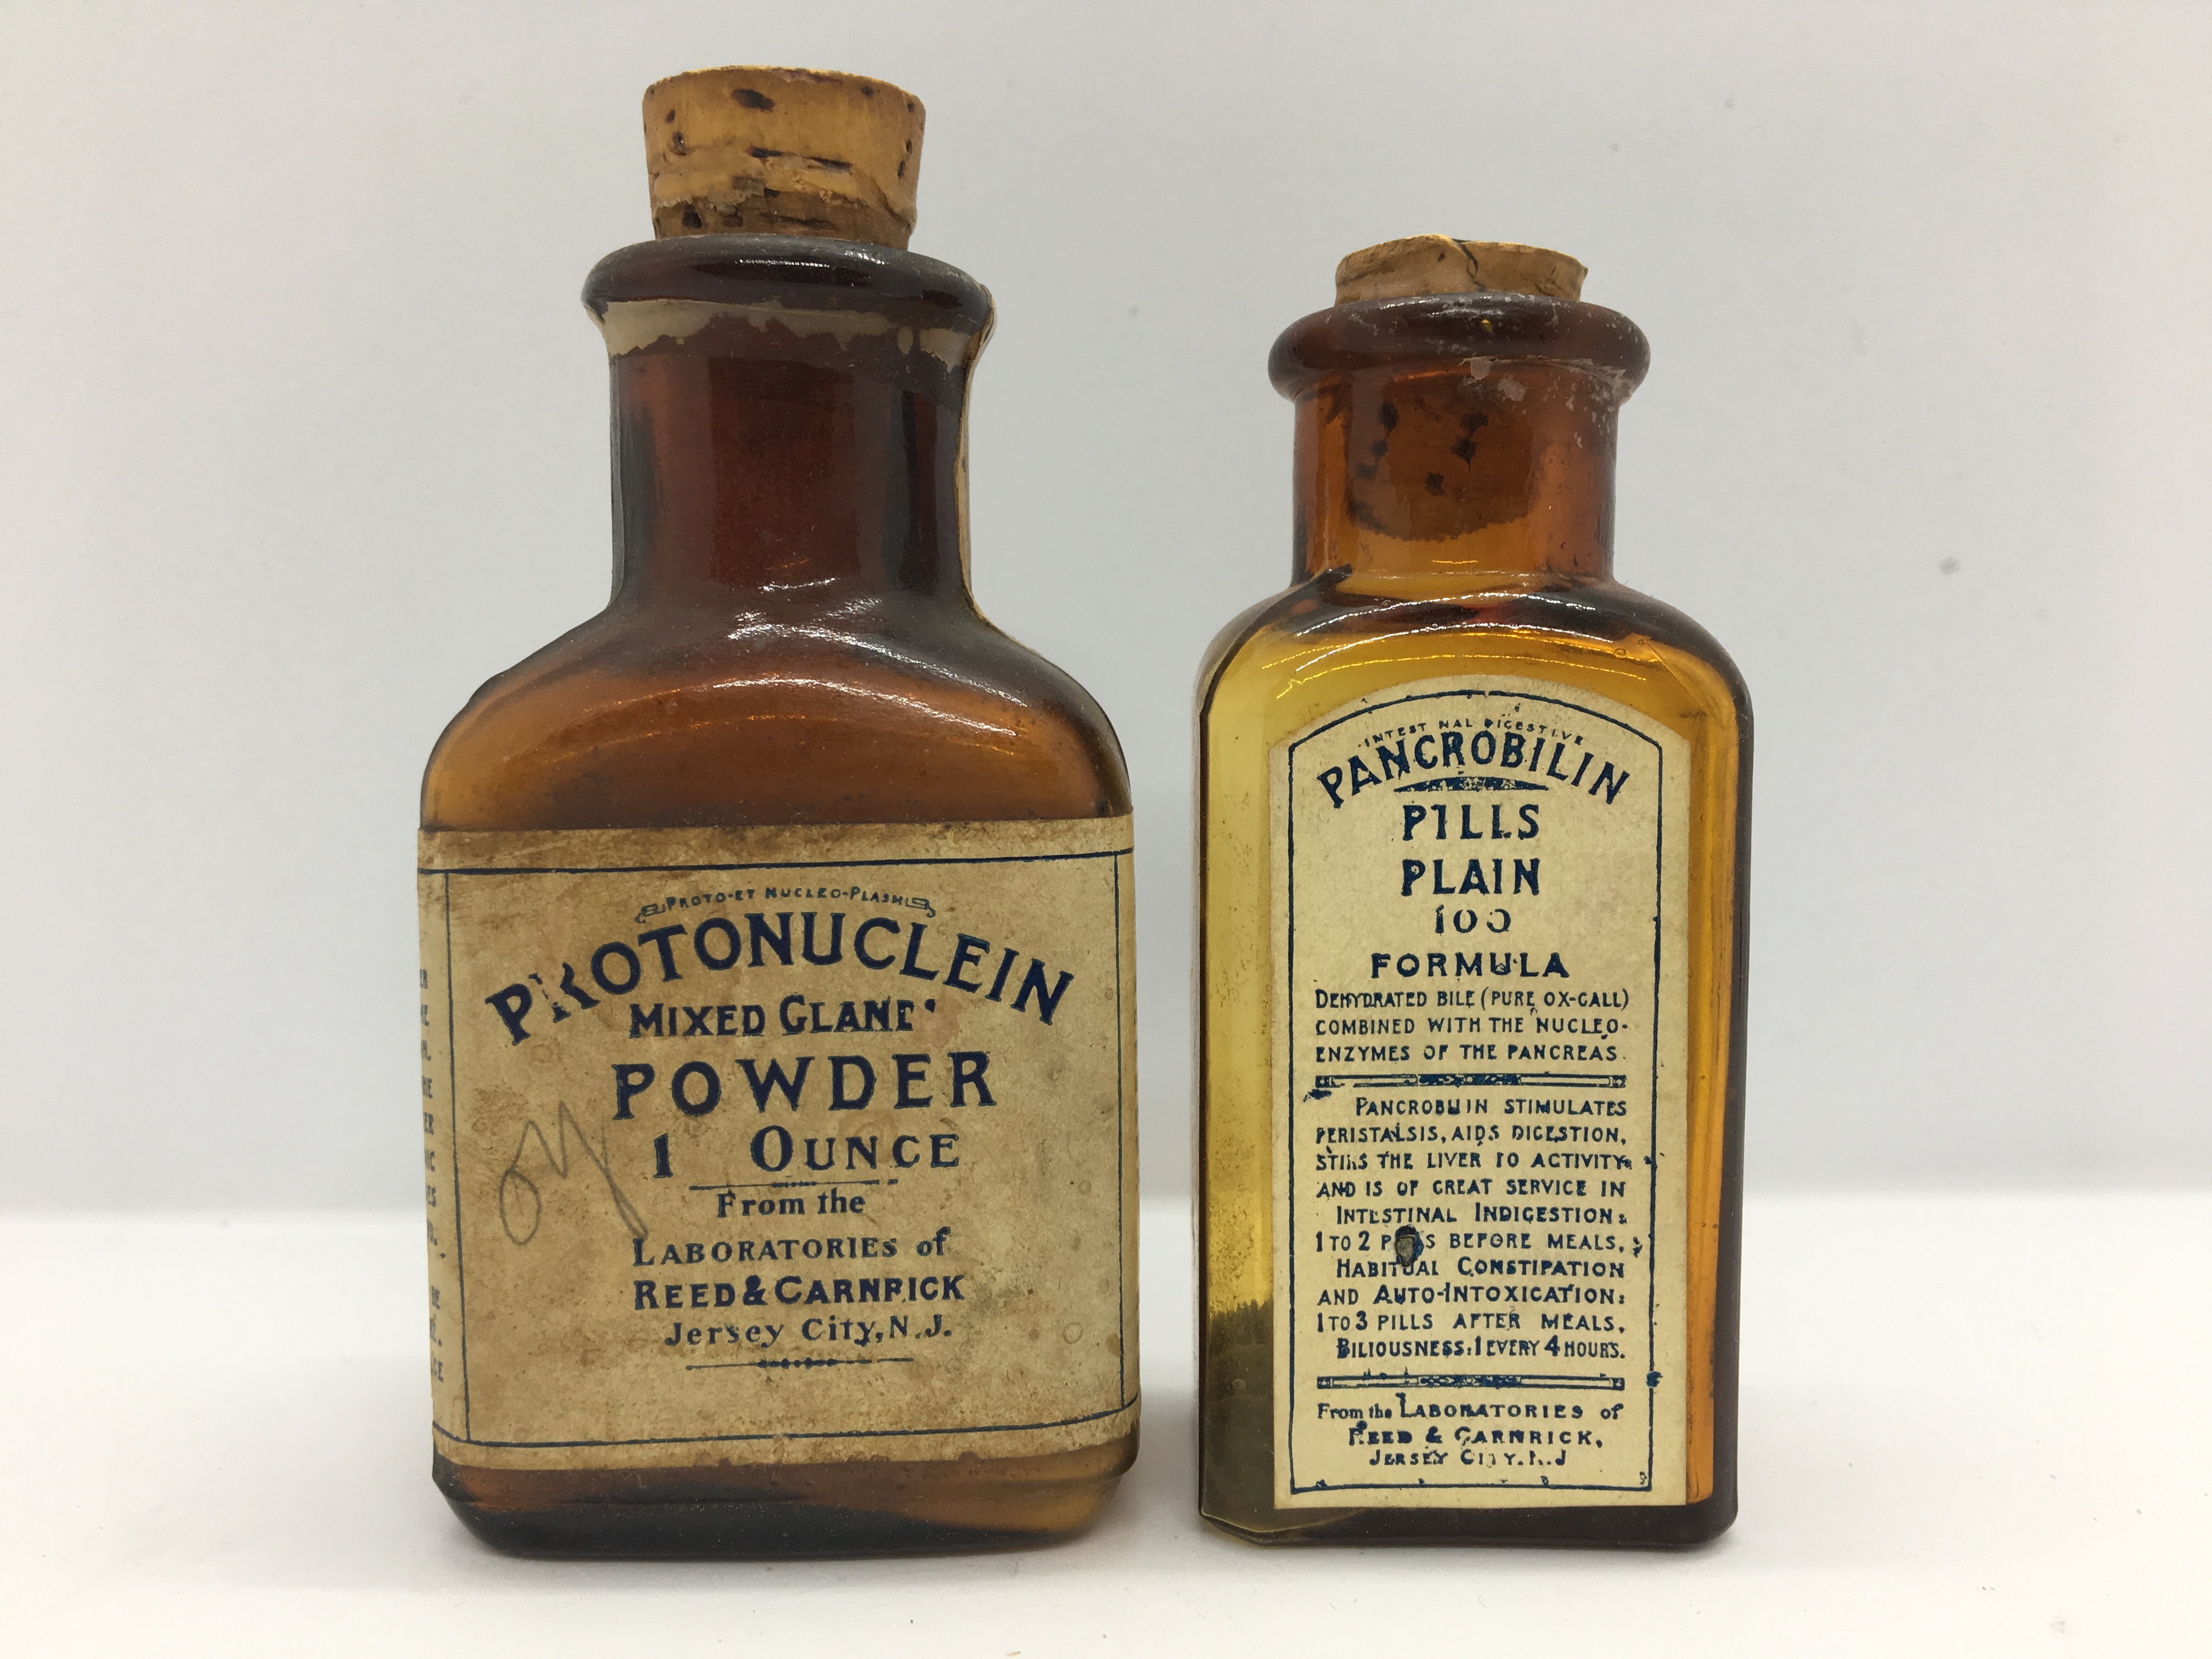 PROTO-ET NUCLEO-PLASM
PROTONUCLEIN
MIXED GLAND
POWDER
1 OUNCE
From the
LABORATORIES of
REED & CARNRICK
Jersey City, N.J.
INTESTINAL DIGESTIVE
PANCROBILIN
PILLS
PLAIN
100
FORMULA
DEHYDRATED BILE (PURE OX-GALL)
COMBINED WITH THE NUCLEO-
ENZYMES OF THE PANCREAS.
PANCROBILIN STIMULATES
PERISTALSIS, AIDS DIGESTION,
STIRS THE LIVER TO ACTIVITY
AND IS OF GREAT SERVICE IN
INTESTINAL INDIGESTION:
1 TO 2 PILLS BEFORE MEALS,
HABITUAL CONSTIPATION
AND AUTO-INTOXICATION:
1 TO 3 PILLS AFTER MEALS,
BILIOUSNESS: 1 EVERY 4 HOURS.
From the LABORATORIES of
REED & CARNRICK,
JERSEY CITY, N.J